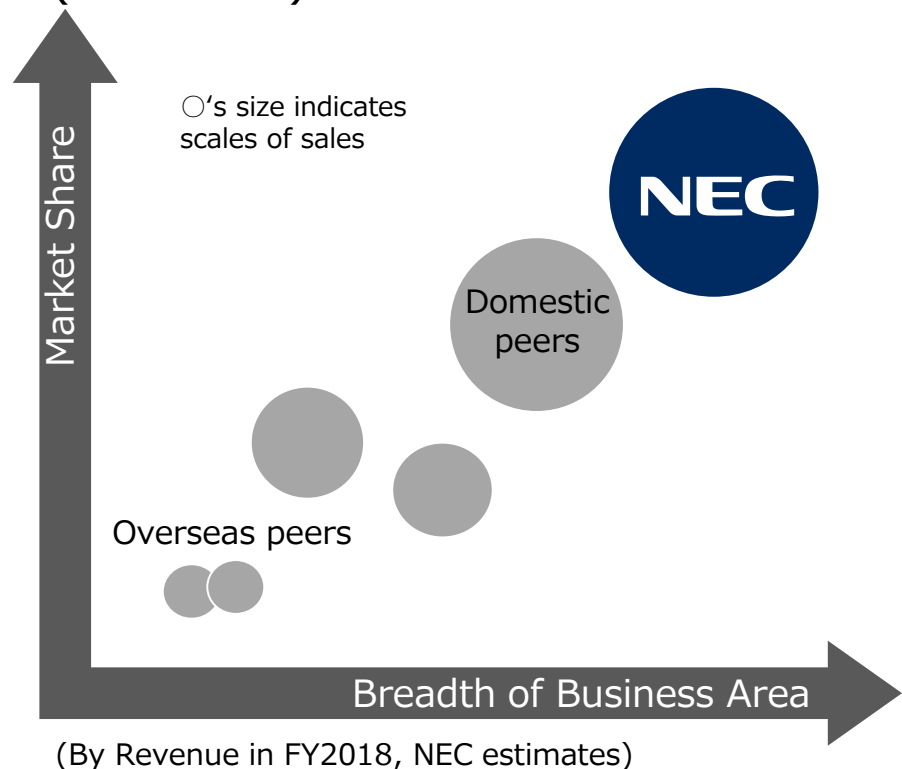 ○‘s size indicates
scales of sales
Market Share
NEC
Domestic
peers
Overseas peers
Breadth of Business Area
(By Revenue in FY2018, NEC estimates)